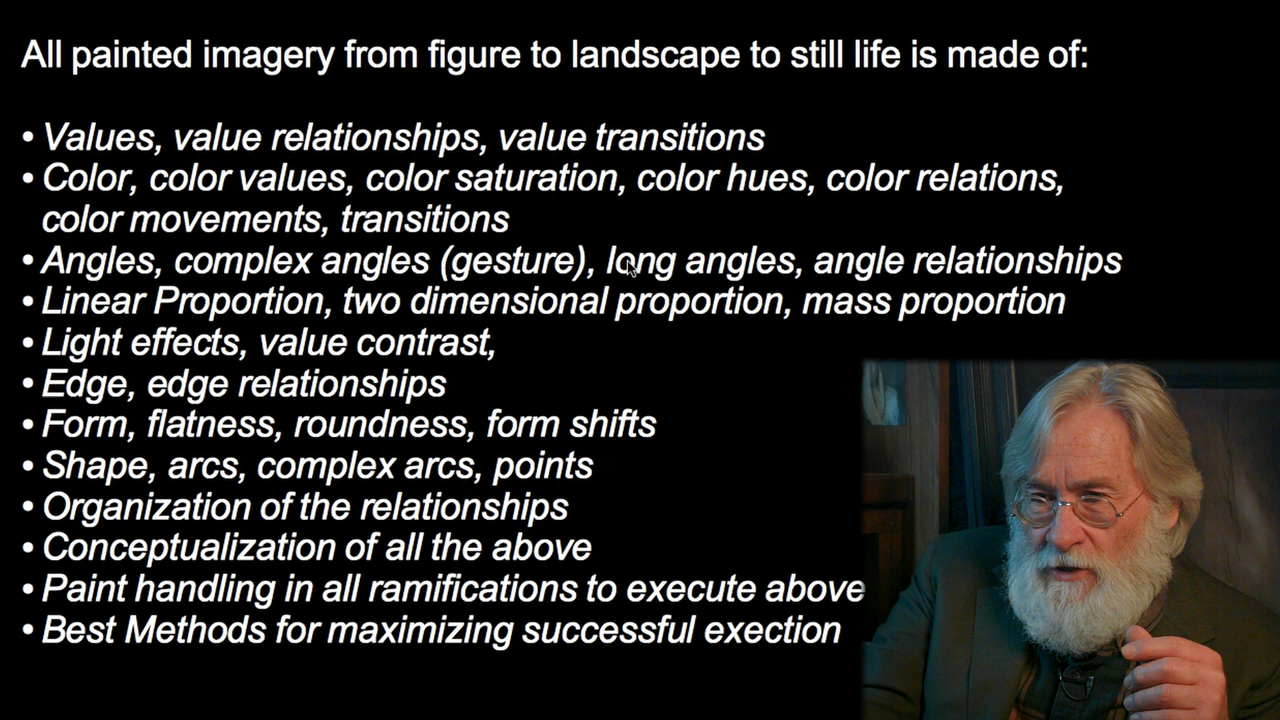 All painted imagery from figure to landscape to still life is made of:
• Values, value relationships, value transitions
• Color, color values, color saturation, color hues, color relations,
color movements, transitions
• Angles, complex angles (gesture), long angles, angle relationships
• Linear Proportion, two dimensional proportion, mass proportion
• Light effects, value contrast,
• Edge, edge relationships
• Form, flatness, roundness, form shifts
• Shape, arcs, complex arcs, points
• Organization of the relationships
• Conceptualization of all the above
• Paint handling in all ramifications to execute above
• Best Methods for maximizing successful exection